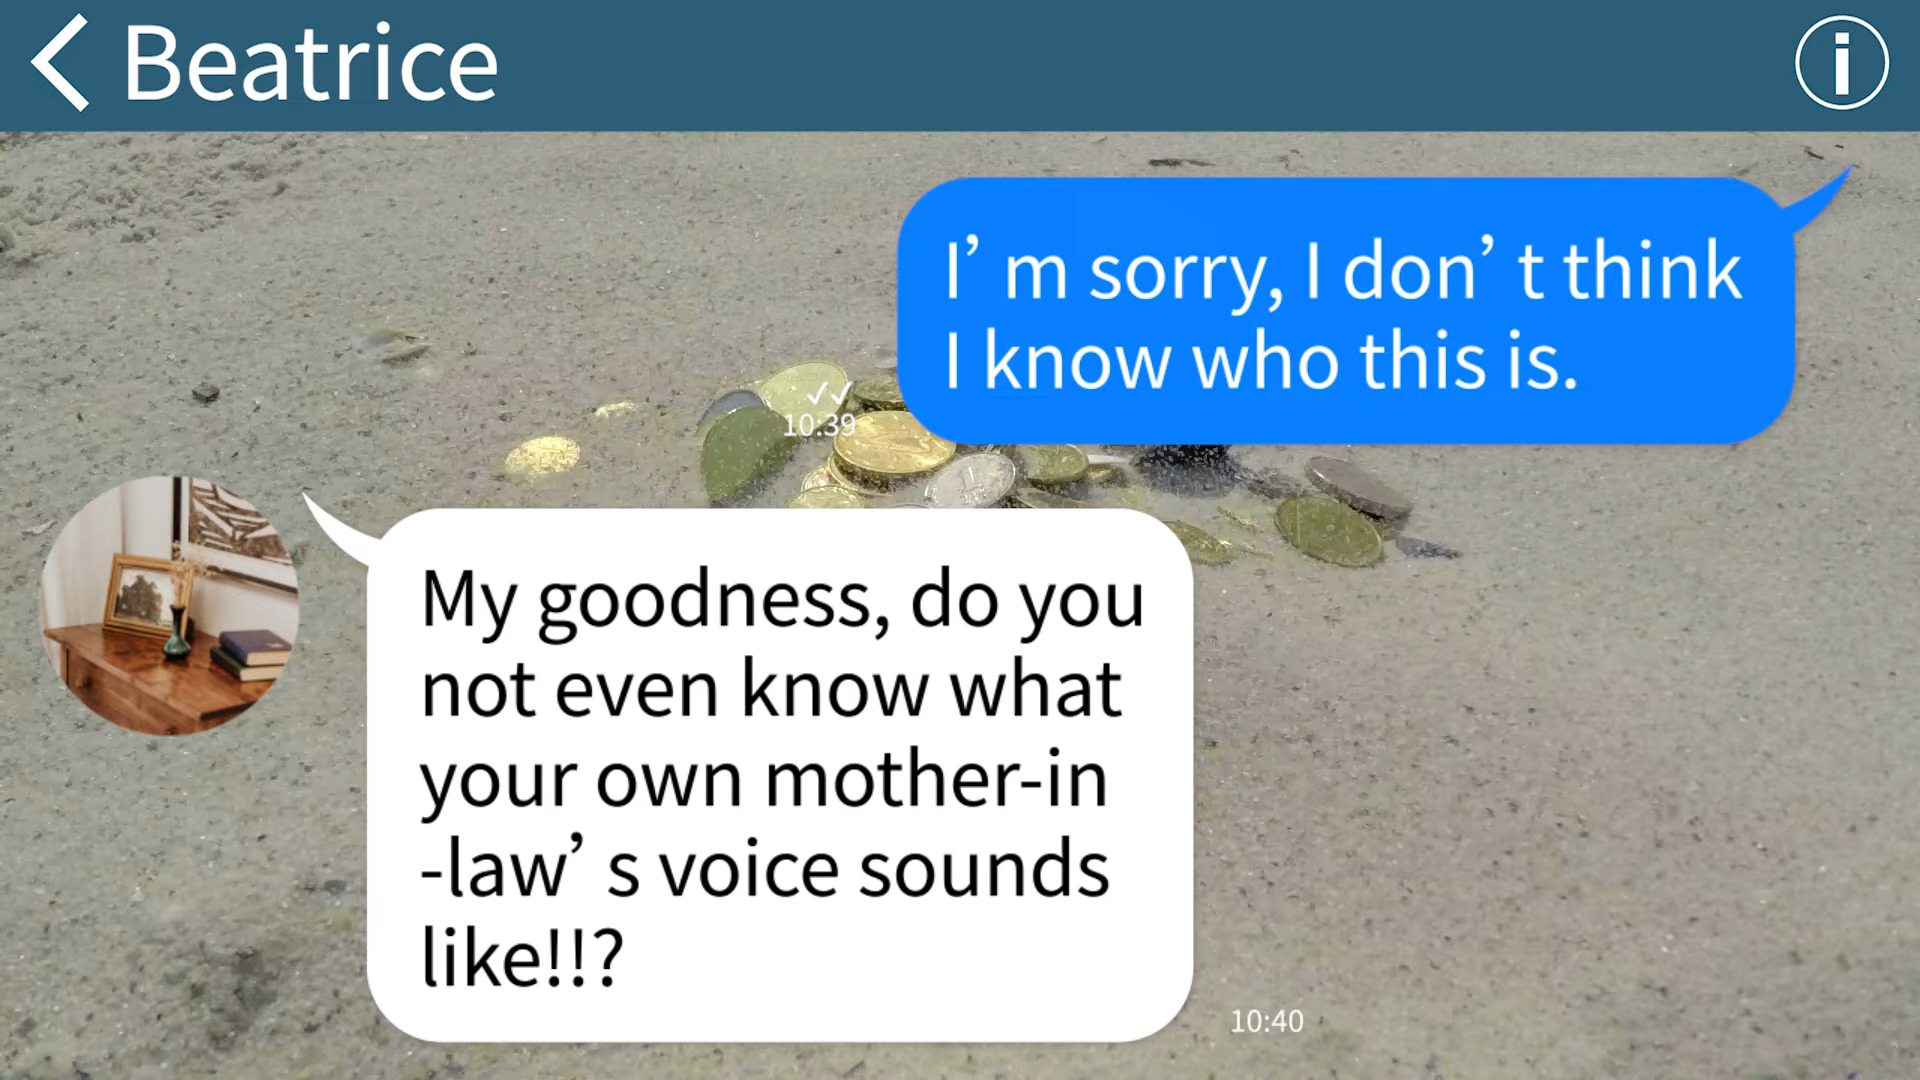 Beatrice
I’m sorry, I don’t think
I know who this is.
10:39
My goodness, do you
not even know what
your own mother-in
-law’s voice sounds
like!!?
10:40